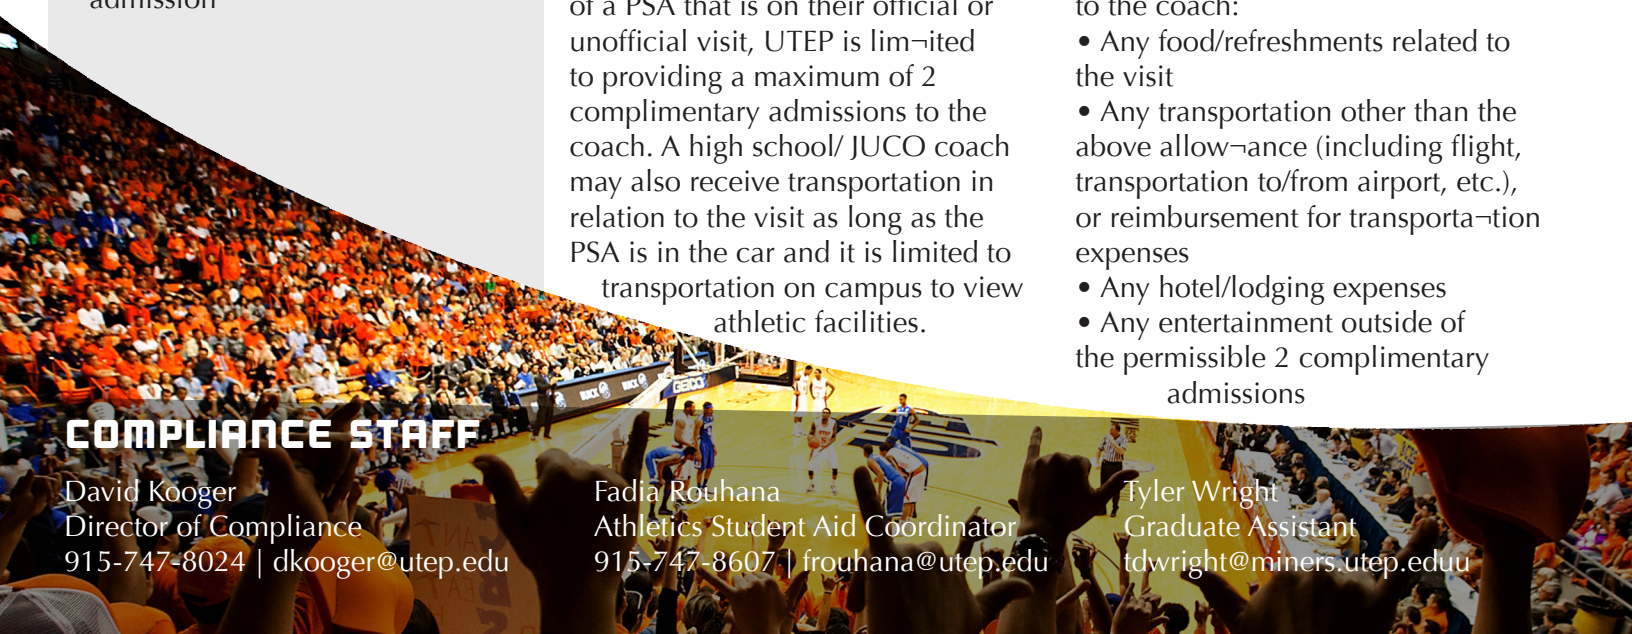 admission
of a PSA that is on their official or
unofficial visit, UTEP is lim¬ited
to providing a maximum of 2
complimentary admissions to the
coach. A high school/ JUCO coach
may also receive transportation in
relation to the visit as long as the
PSA is in the car and it is limited to
transportation on campus to view
athletic facilities.
to the coach:
• Any food/refreshments related to
the visit
• Any transportation other than the
above allow¬ance (including flight,
transportation to/from airport, etc.),
or reimbursement for transporta¬tion
expenses
• Any hotel/lodging expenses
• Any entertainment outside of
the permissible 2 complimentary
admissions
BUICK
BUICK
GEICO
COMPLIANCE STAFF
David Kooger
Director of Compliance
915-747-8024 | dkooger@utep.edu
Fadia Rouhana
Athletics Student Aid Coordinator
915-747-8607 | frouhana@utep.edu
Tyler Wright
Graduate Assistant
tdwright@miners.utep.eduu